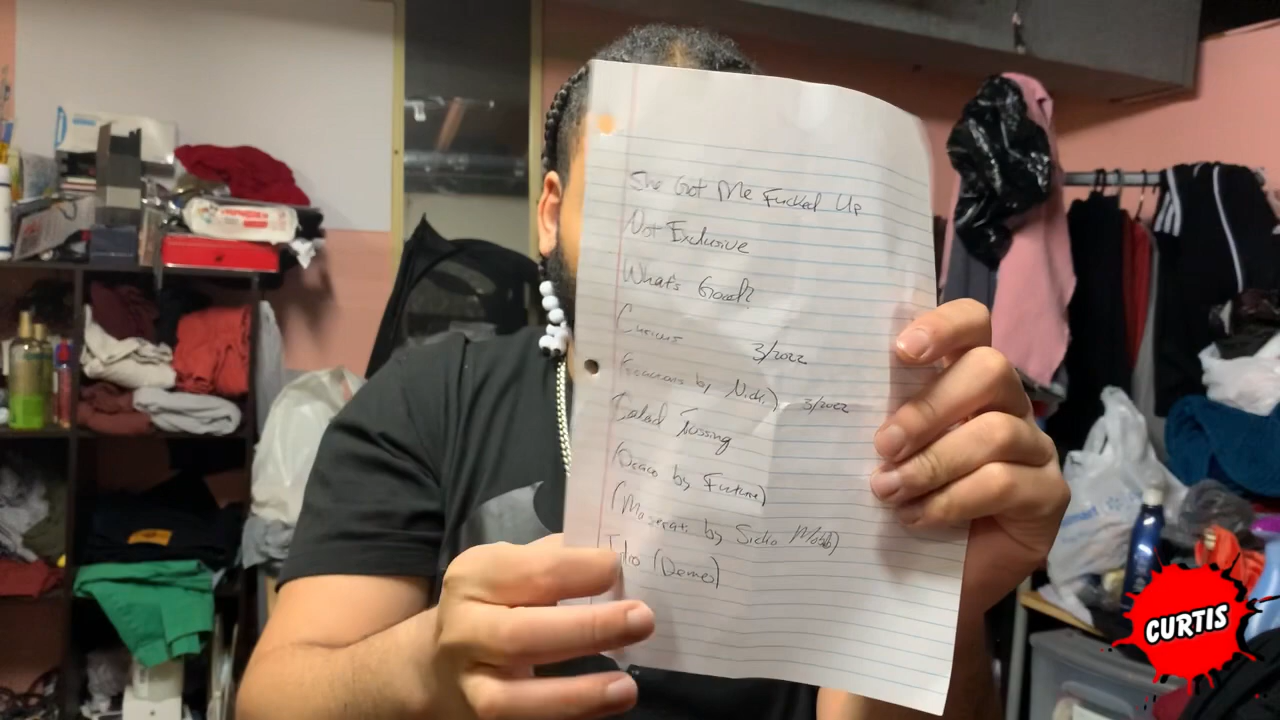 She Got Me Fucked Up
Not Exclusive
What's Good?
Curious 3/2022
by Nicki) 3/2022
Salad Tossing
(Draco by Future)
(Maserati by Sicko Mobb)
Intro (Demo)
CURTIS